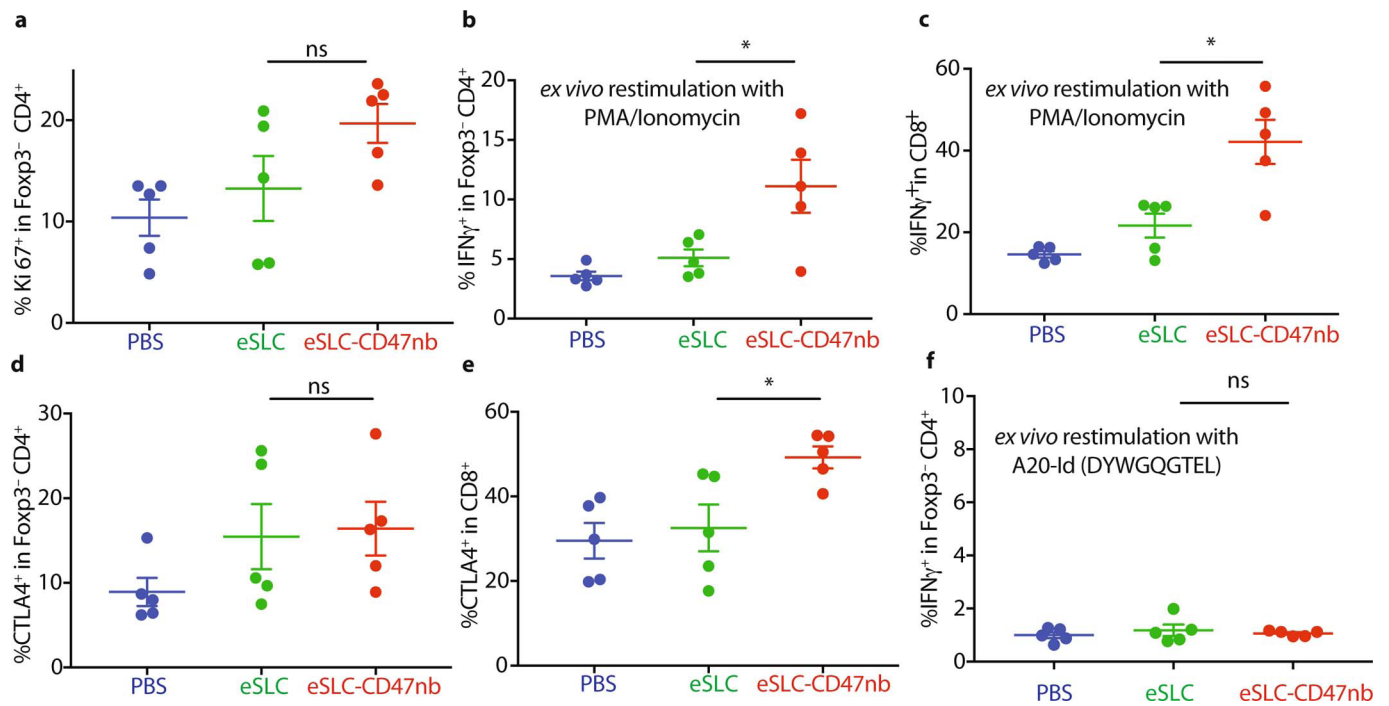 a
ns
% Ki 67⁺ in Foxp3⁻ CD4⁺
20
10
0
PBS
eSLC
eSLC-CD47nb
b
*
% IFNγ⁺ in Foxp3⁻ CD4⁺
20
15
10
5
0
ex vivo restimulation with
PMA/Ionomycin
PBS
eSLC
eSLC-CD47nb
c
*
%IFNγ⁺in CD8⁺
60
40
20
0
ex vivo restimulation with
PMA/Ionomycin
PBS
eSLC
eSLC-CD47nb
d
ns
%CTLA4⁺ in Foxp3⁻ CD4⁺
30
20
10
0
PBS
eSLC
eSLC-CD47nb
e
*
%CTLA4⁺ in CD8⁺
60
40
20
0
PBS
eSLC
eSLC-CD47nb
f
ns
%IFNγ⁺ in Foxp3⁻ CD4⁺
10
8
6
4
2
0
ex vivo restimulation with
A20-Id (DYWGQGTEL)
PBS
eSLC
eSLC-CD47nb